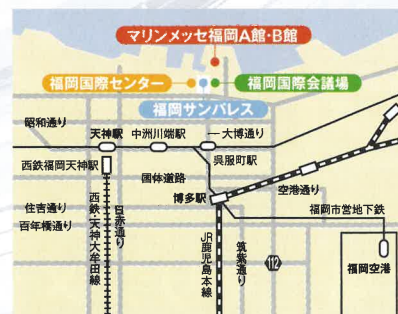 マリンメッセ福岡A館・B館
福岡国際センター
福岡国際会議場
福岡サンパレス
昭和通り
天神駅
中洲川端駅
大博通り
西鉄福岡天神駅
呉服町駅
国体道路
空港通り
博多駅
住吉通り
福岡市営地下鉄
百年橋通り
西鉄・天神大牟田線
日赤通り
JR鹿児島本線
筑紫通り
112
福岡空港